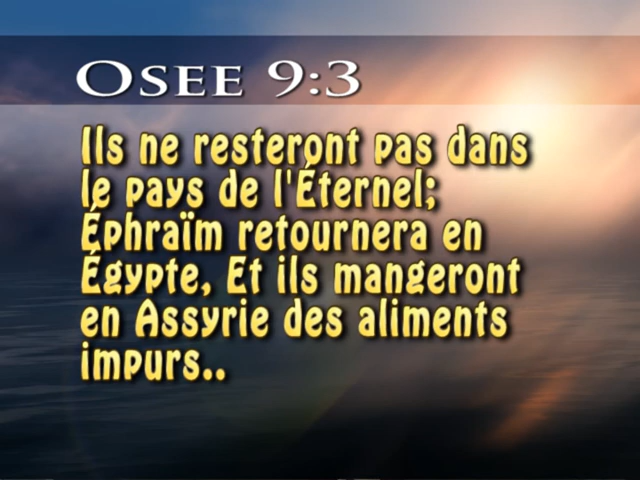 OSEE 9:3
Ils ne resteront pas dans
le pays de l'Éternel;
Éphraïm retournera en
Égypte, Et ils mangeront
en Assyrie des aliments
impurs..